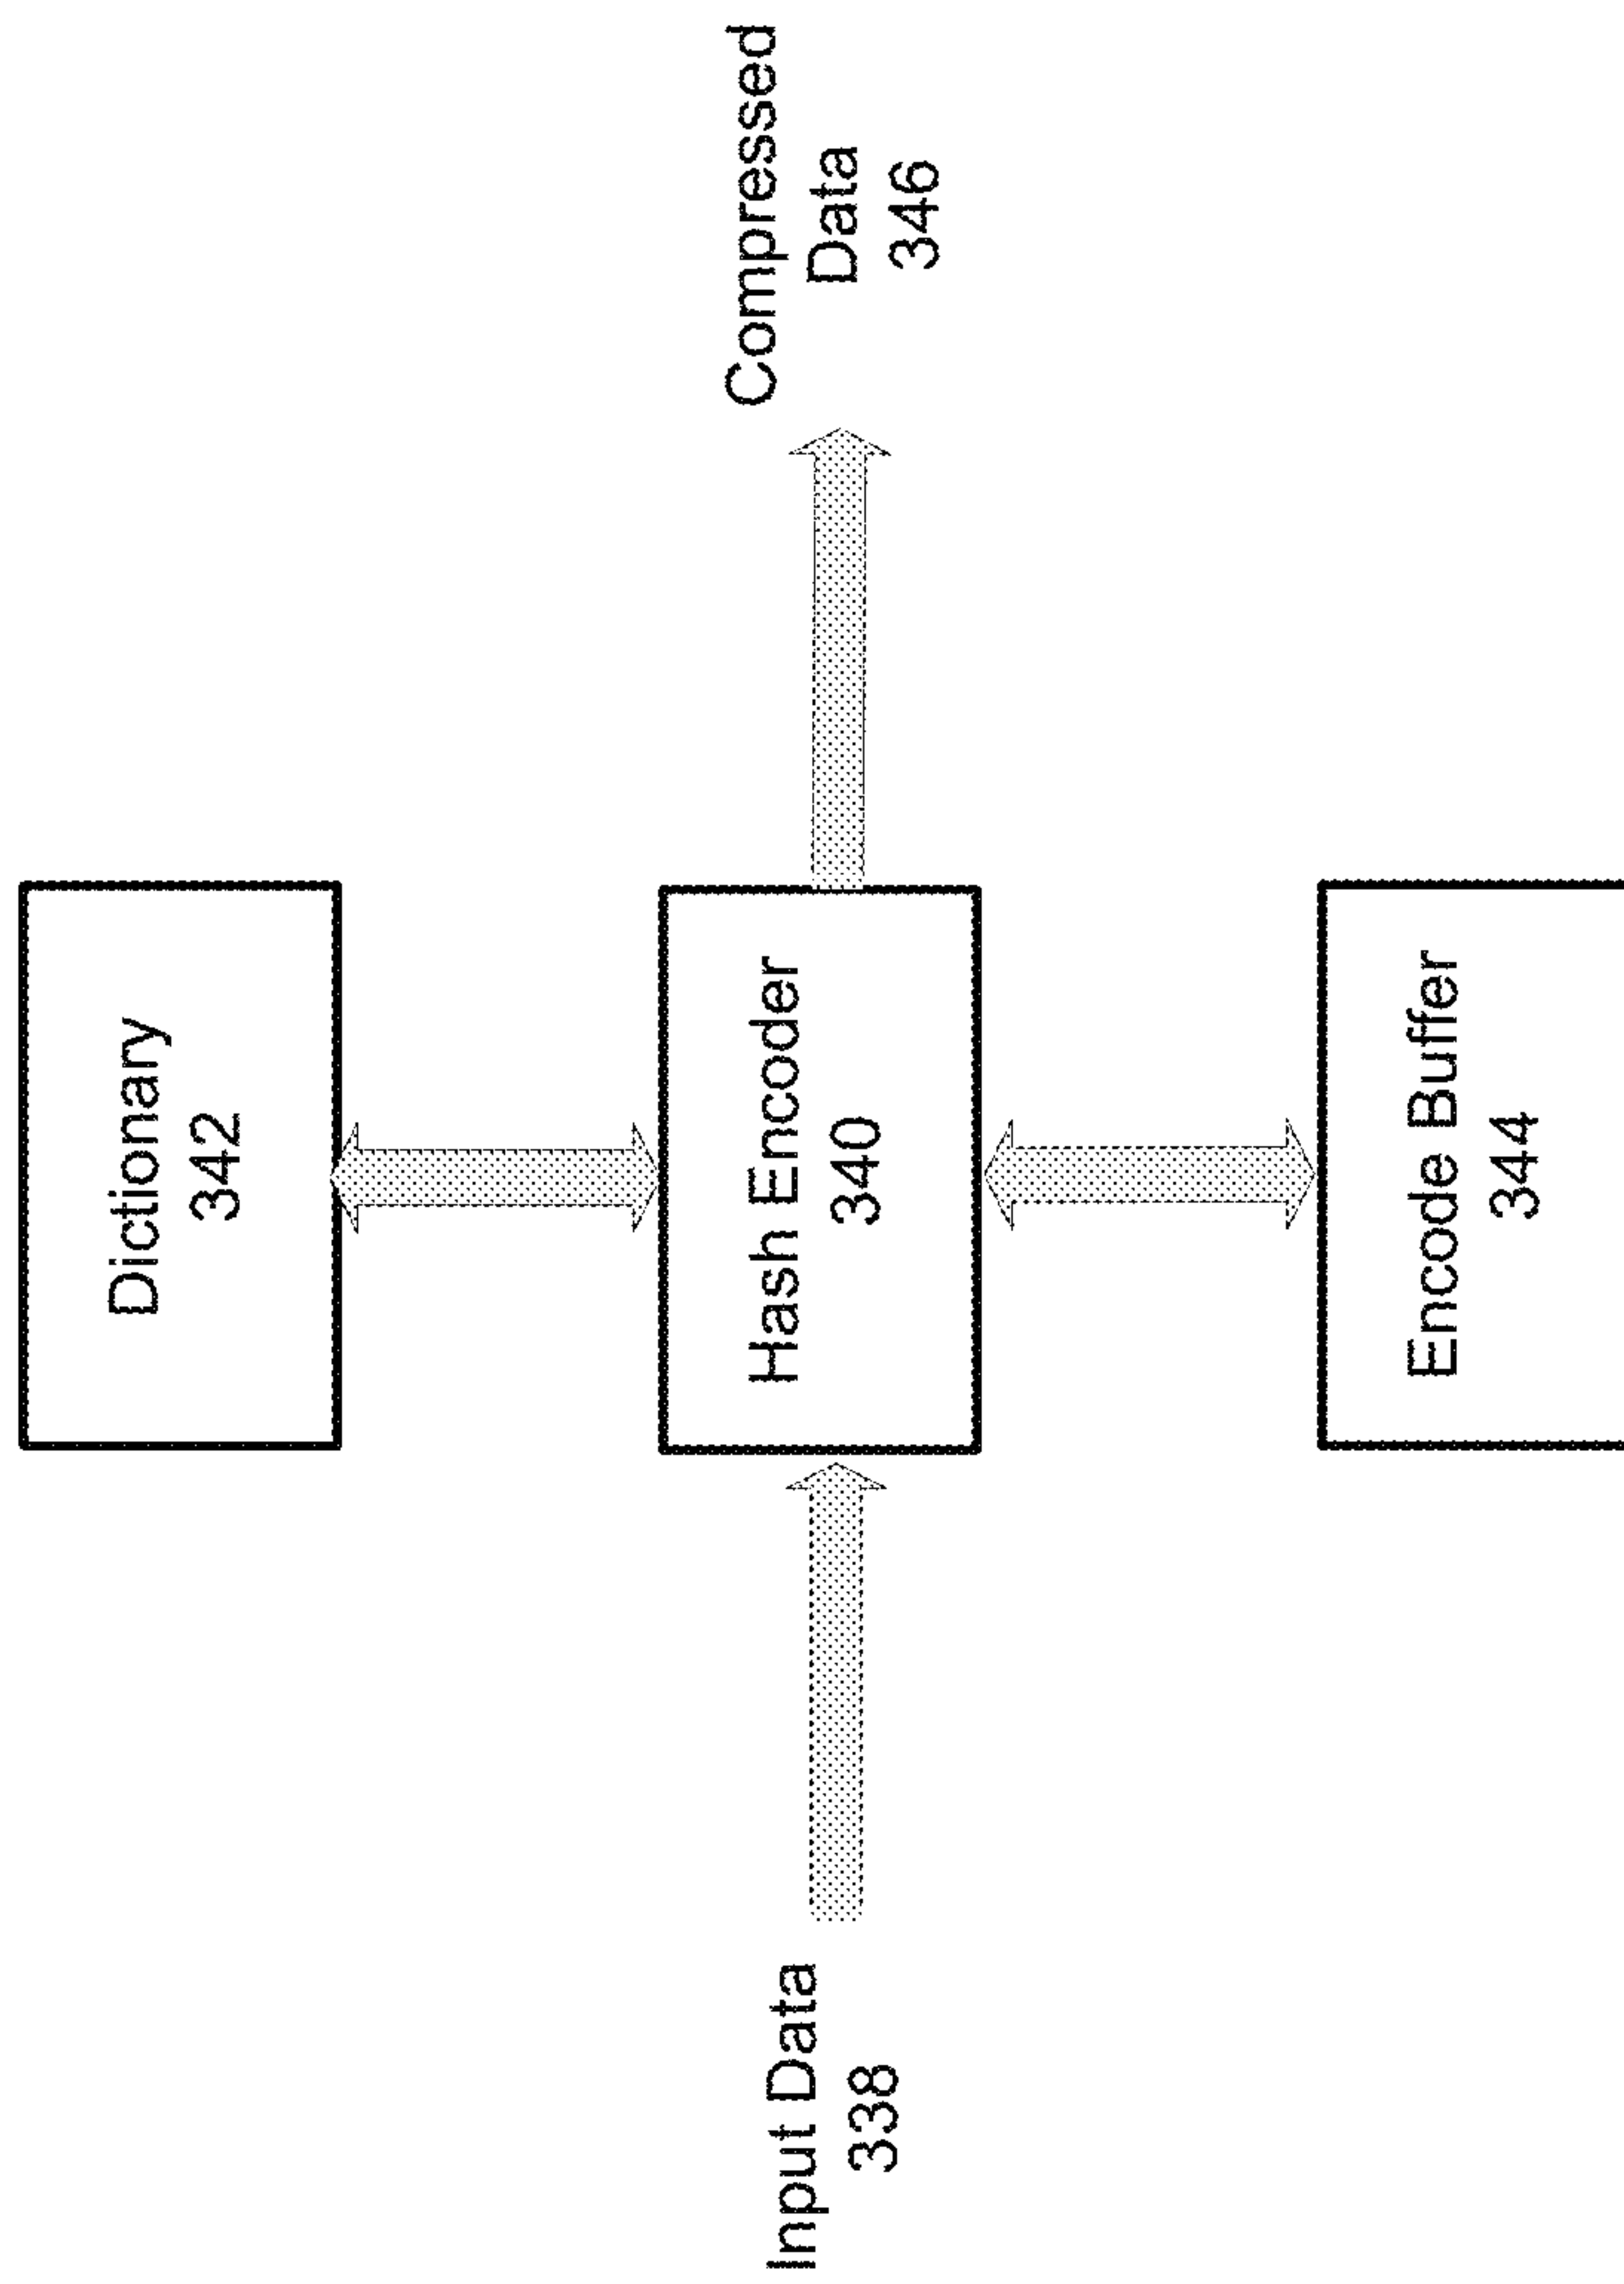 Dictionary
342
Input Data
338
Hash Encoder
340
Compressed
Data
346
Encode Buffer
344